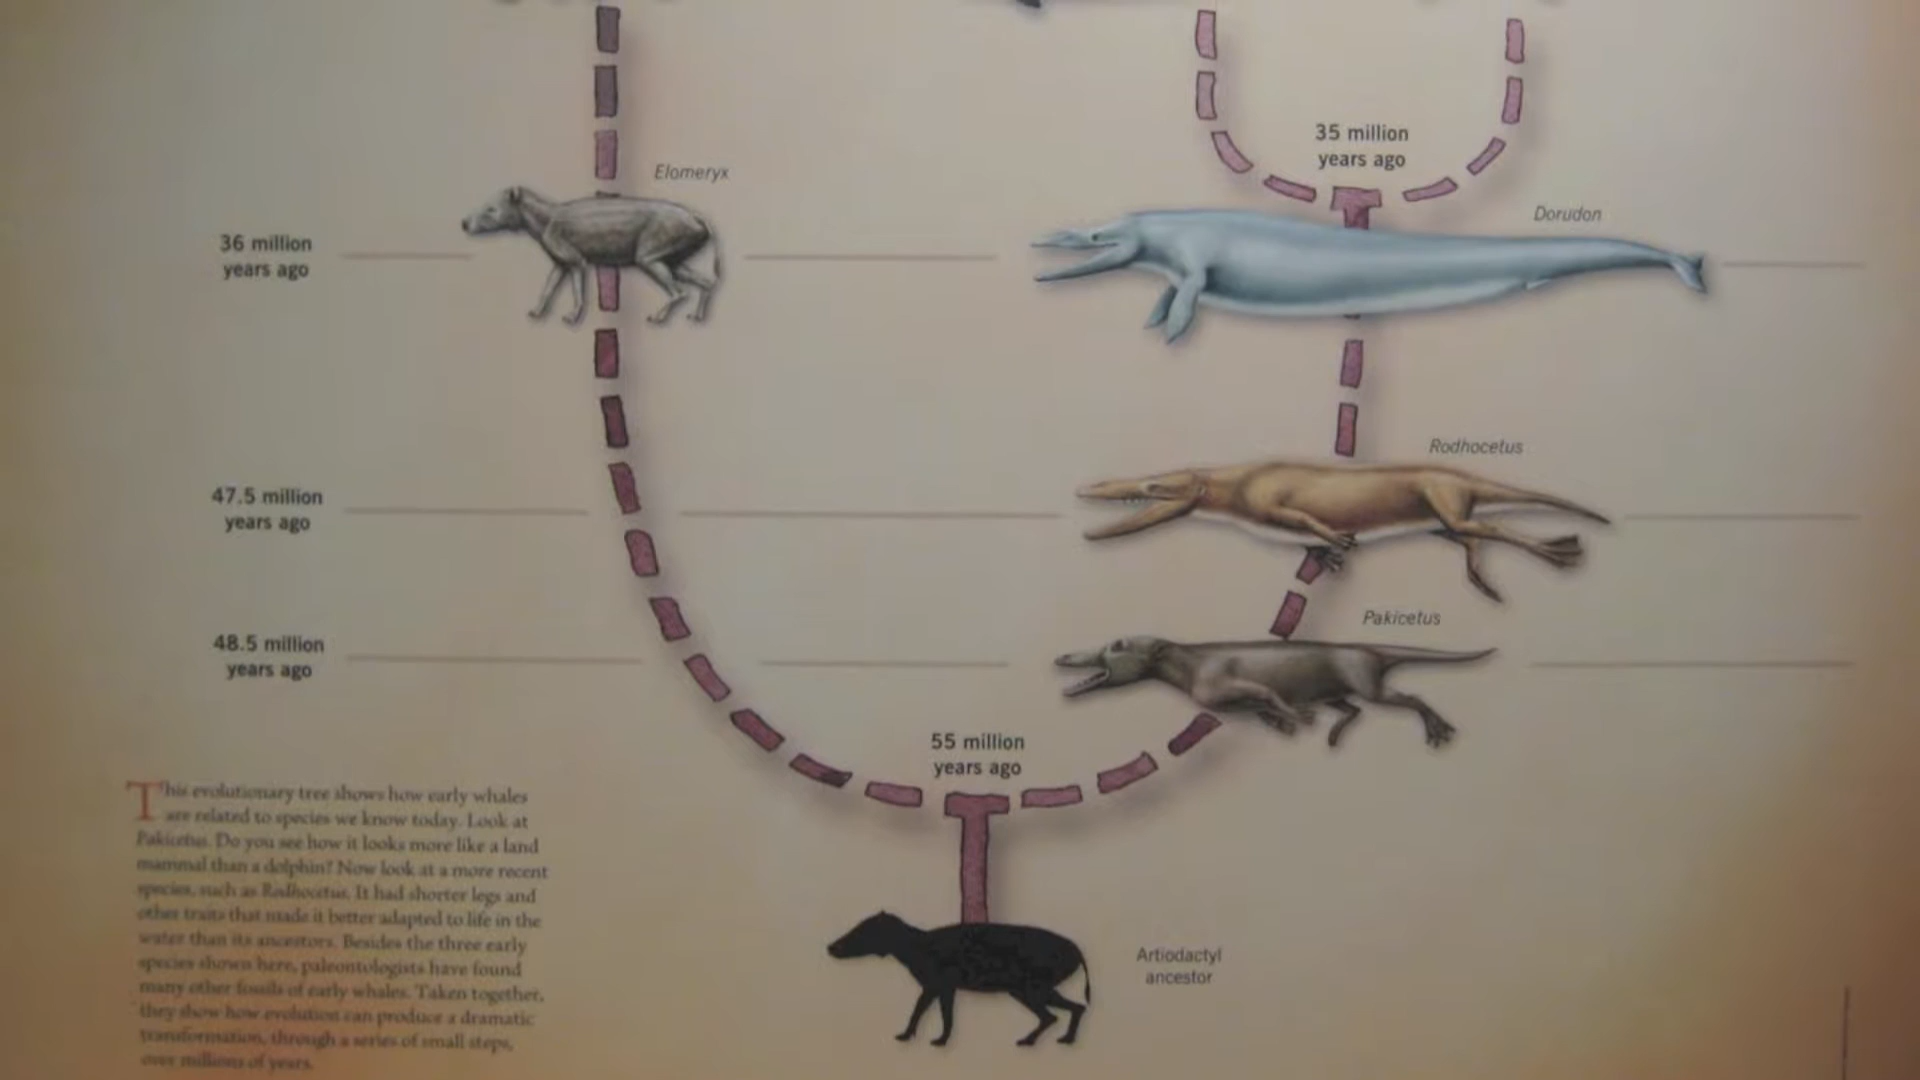 35 million
years ago
Elomeryx
Dorudon
36 million
years ago
Rodhocetus
47.5 million
years ago
Pakicetus
48.5 million
years ago
55 million
years ago
This evolutionary tree shows how early whales
are related to species we know today. Look at
Pakicetus. Do you see how it looks more like a land
mammal than a dolphin? Now look at a more recent
species, such as Rodhocetus. It had shorter legs and
other traits that made it better adapted to life in the
water than its ancestors. Besides the three early
species shown here, paleontologists have found
many other fossils of early whales. Taken together,
they show how evolution can produce a dramatic
transformation, through a series of small steps,
over millions of years.
Artiodactyl
ancestor